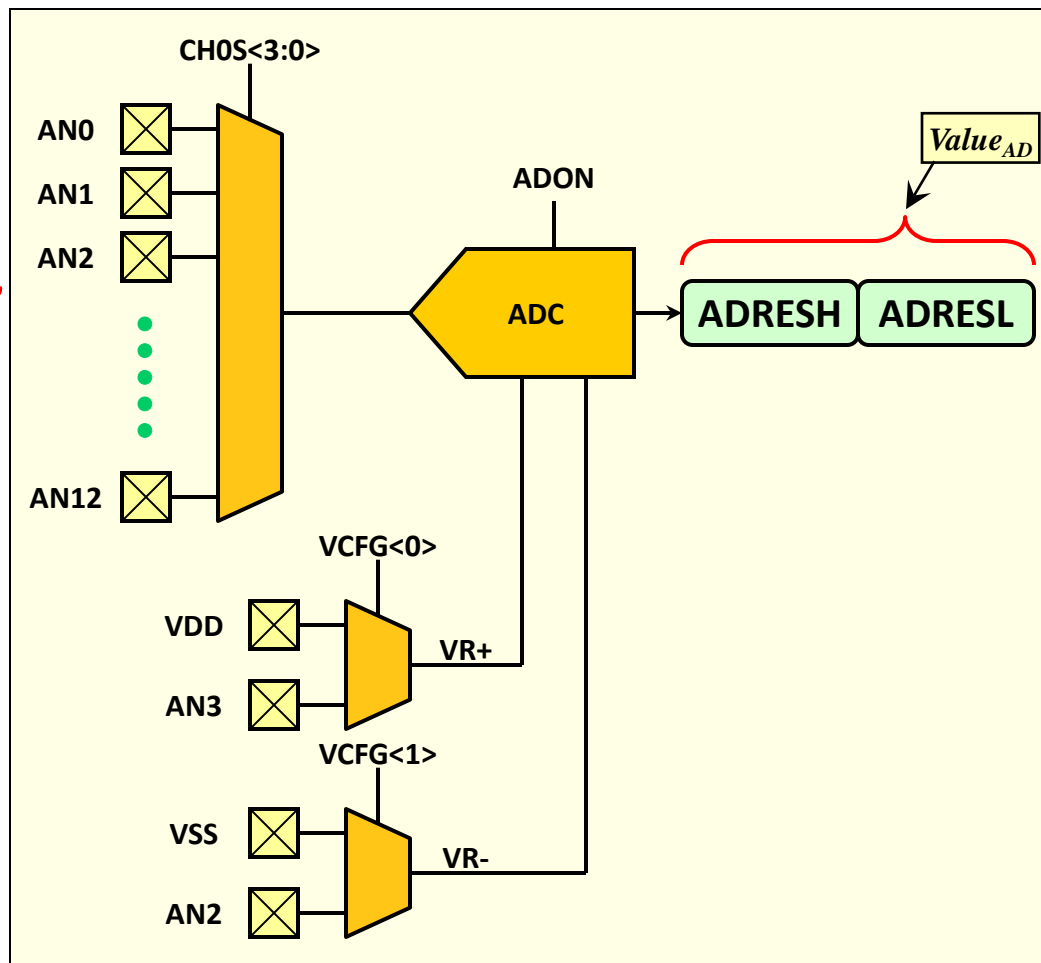 CH0S<3:0>
AN0
AN1
AN2
AN12
ADON
ADC
Value_AD
ADRESH
ADRESL
VCFG<0>
VDD
AN3
VR+
VCFG<1>
VSS
AN2
VR-